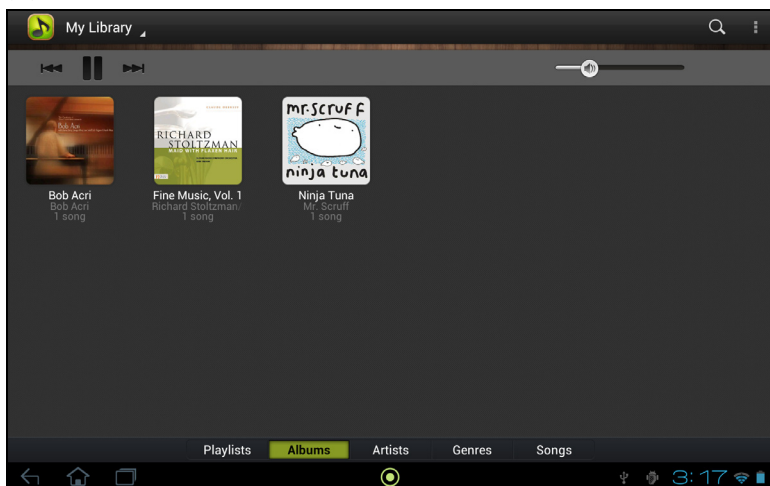 My Library
Bob Acri
RICHARD
STOLTZMAN
MAID WITH FLAXEN HAIR
mr.scruff
ninja tuna
Bob Acri
Bob Acri
1 song
Fine Music, Vol. 1
Richard Stoltzman/
1 song
Ninja Tuna
Mr. Scruff
1 song
Playlists
Albums
Artists
Genres
Songs
3:17